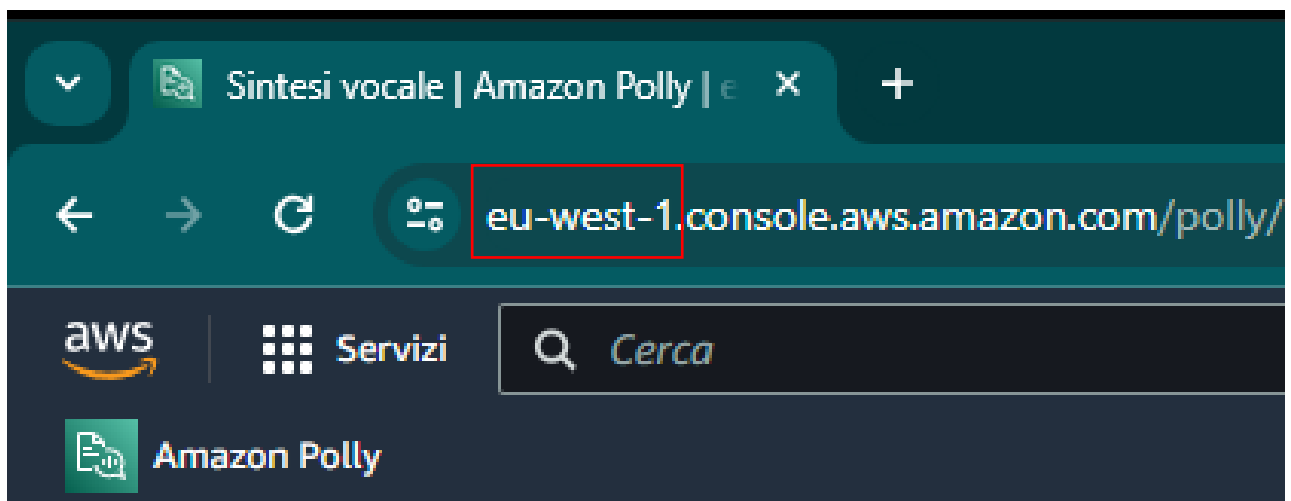 Sintesi vocale | Amazon Polly | e
eu-west-1.console.aws.amazon.com/polly/
aws Servizi Cerca
Amazon Polly